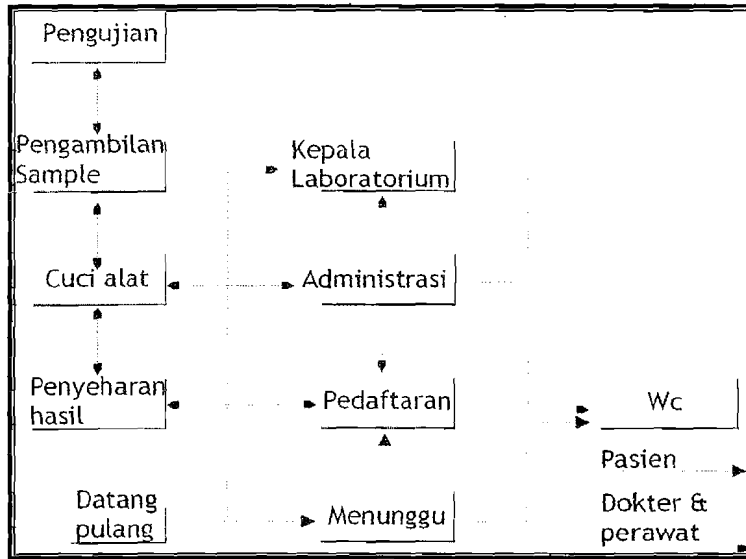 Pengujian
Pengambilan
Sample
Kepala
Laboratorium
Cuci alat
Administrasi
Penyeharan
hasil
Pedaftaran
Wc
Pasien
Datang
pulang
Menunggu
Dokter &
perawat